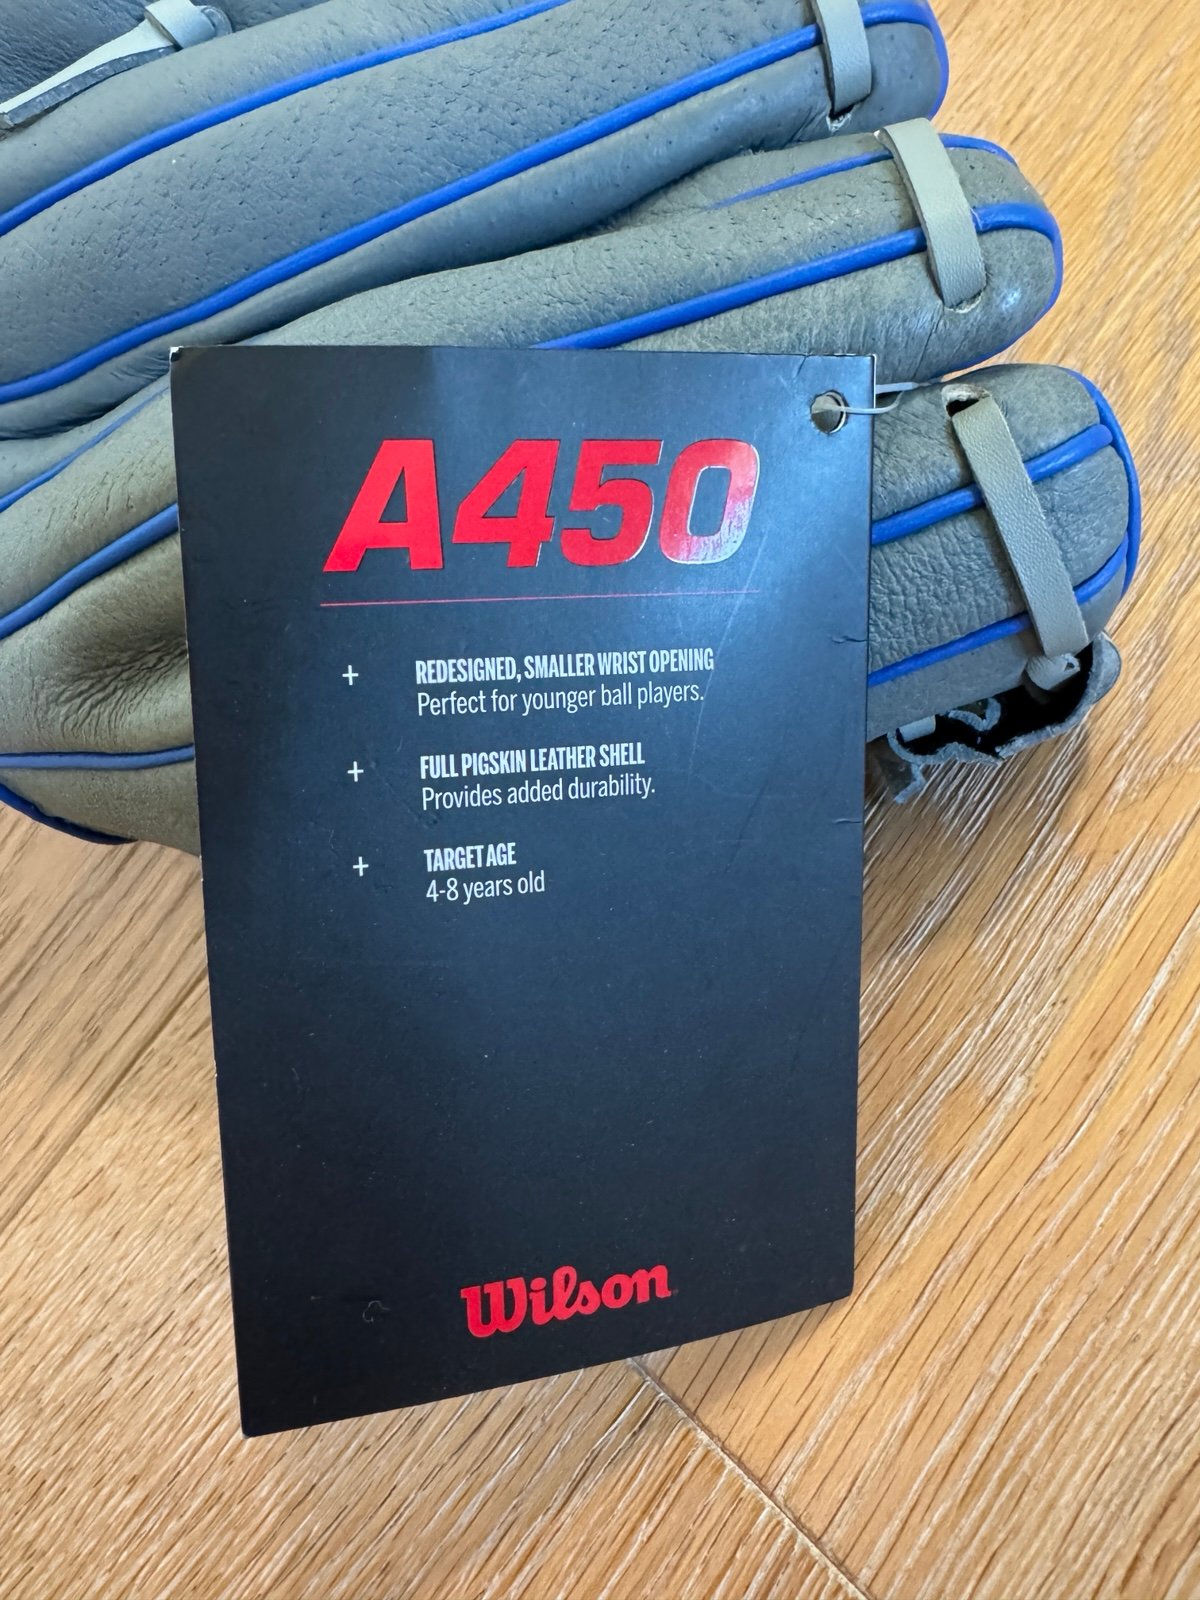 A450
+ REDESIGNED, SMALLER WRIST OPENING
Perfect for younger ball players.
+ FULL PIGSKIN LEATHER SHELL
Provides added durability.
+ TARGET AGE
4-8 years old
Wilson